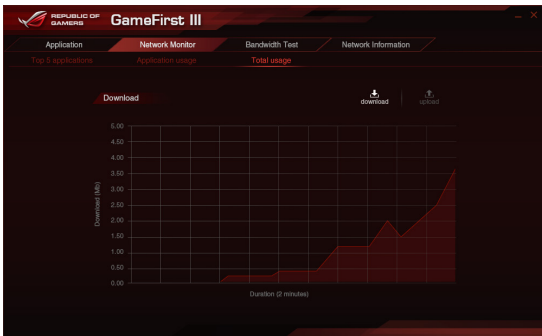 REPUBLIC OF
GAMERS
GameFirst III
Application Network Monitor Bandwidth Test Network Information
Top 5 applications Application usage Total usage
Download
download upload
5.00
4.50
4.00
3.50
3.00
2.50
2.00
1.50
1.00
0.50
0.00
Download (Mb)
Duration (2 minutes)